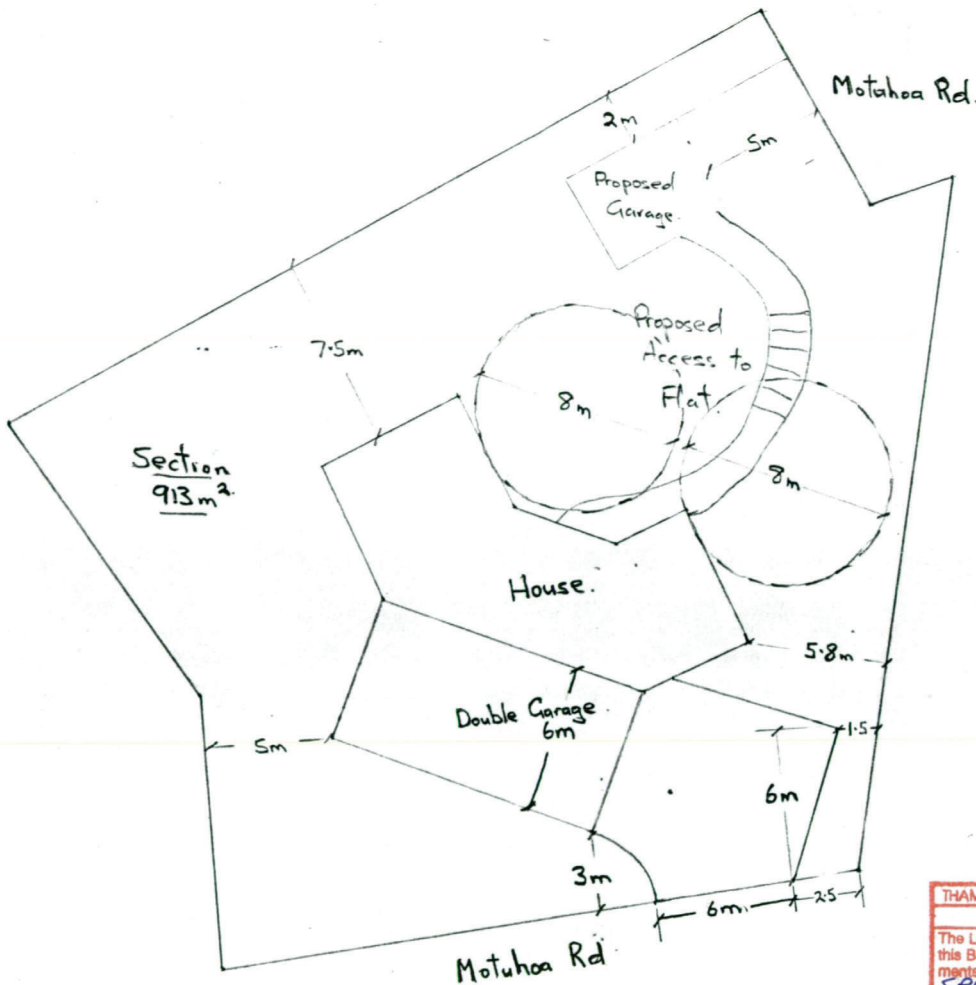 Motuhoa Rd.
2m
5m
Proposed
Garage.
7.5m
Proposed
Access to
Flat
8m
Section
913m².
8m
House.
5.8m
Double Garage
6m
1.5
5m
6m
3m
6m
2.5
Motuhoa Rd
THAM
The L
this B
ments